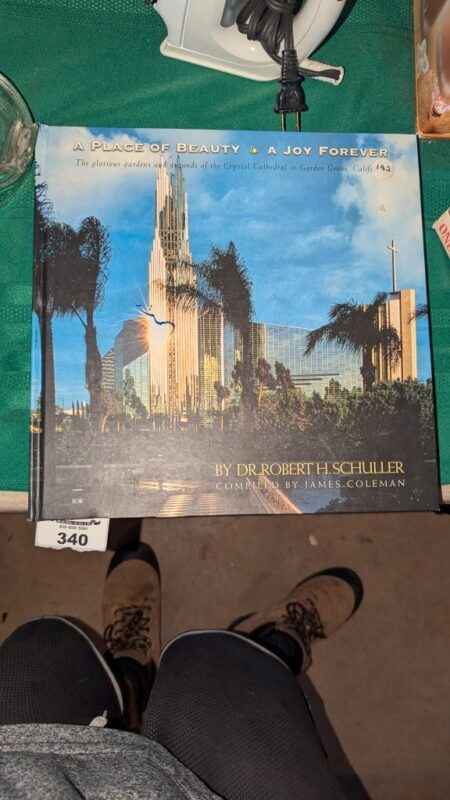 A PLACE OF BEAUTY A JOY FOREVER
The glorious gardens and grounds of the Crystal Cathedral in Garden Grove, Calif
BY DR. ROBERT H. SCHULLER
COMPILED BY JAMES COLEMAN
340